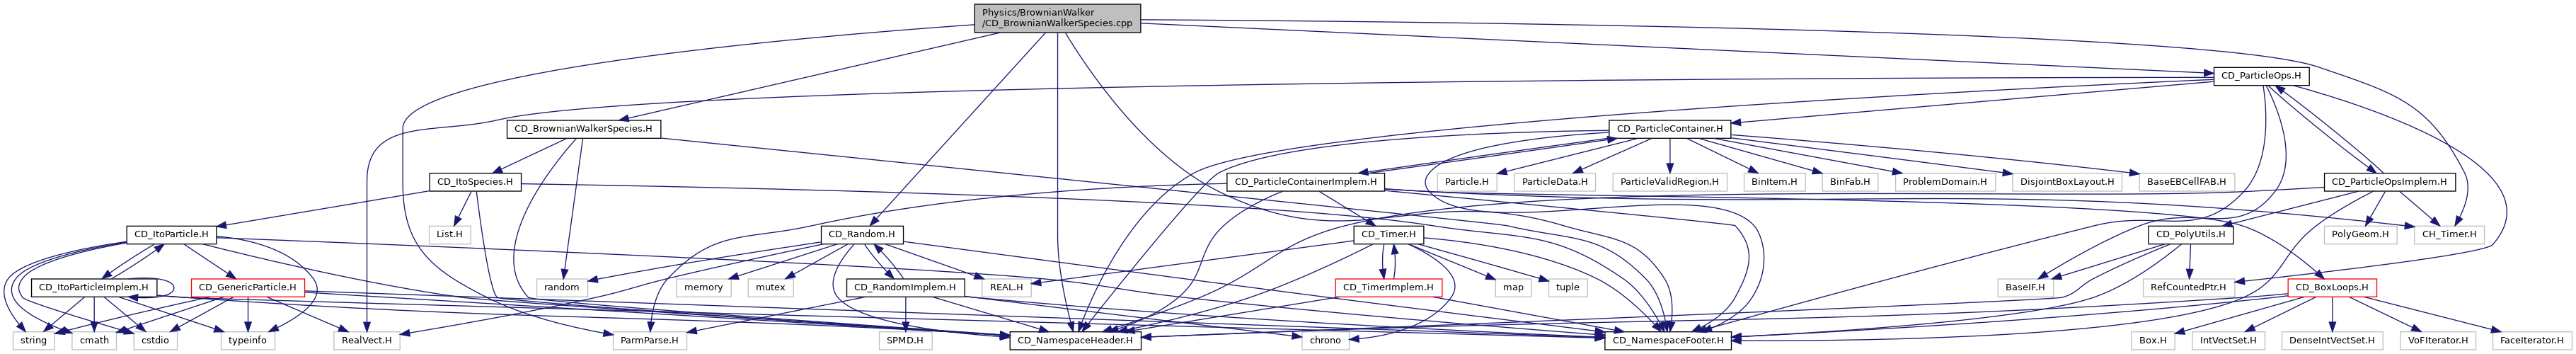 Physics/BrownianWalker
/CD_BrownianWalkerSpecies.cpp
CD_ParticleOps.H
CD_BrownianWalkerSpecies.H
CD_ParticleContainer.H
CD_ItoSpecies.H
CD_ParticleContainerImplem.H
Particle.H
ParticleData.H
ParticleValidRegion.H
BinItem.H
BinFab.H
ProblemDomain.H
DisjointBoxLayout.H
BaseEBCellFAB.H
CD_ParticleOpsImplem.H
CD_ItoParticle.H
List.H
CD_Random.H
CD_Timer.H
CD_PolyUtils.H
PolyGeom.H
CH_Timer.H
CD_ItoParticleImplem.H
CD_GenericParticle.H
random
memory
mutex
CD_RandomImplem.H
REAL.H
CD_TimerImplem.H
map
tuple
BaseIF.H
RefCountedPtr.H
CD_BoxLoops.H
string
cmath
cstdio
typeinfo
RealVect.H
ParmParse.H
SPMD.H
CD_NamespaceHeader.H
chrono
CD_NamespaceFooter.H
Box.H
IntVectSet.H
DenseIntVectSet.H
VoFIterator.H
FaceIterator.H